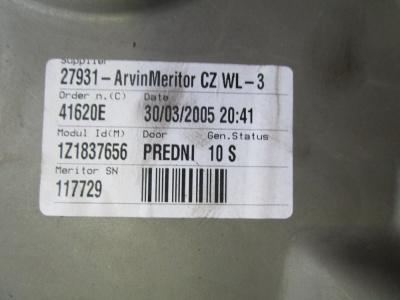 Supplier
27931-ArvinMeritor CZ WL-3
Order n.(C) Date
41620E 30/03/2005 20:41
Modul Id(M) Door Gen.Status
1Z1837656 PREDNI 10 S
Meritor SN
117729